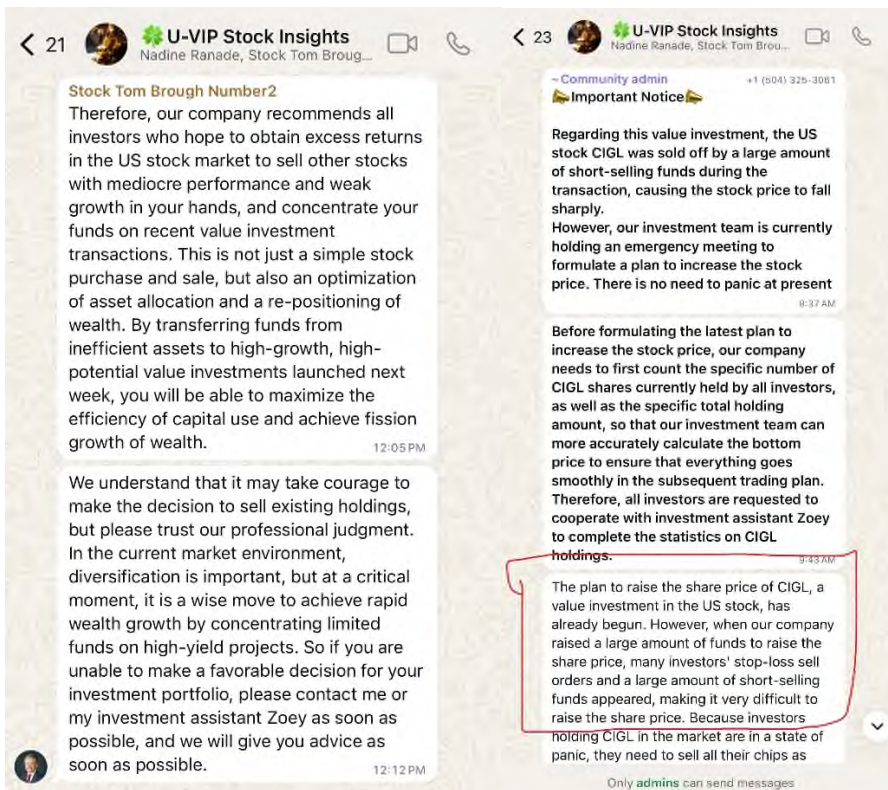 21
🍀U-VIP Stock Insights
Nadine Ranade, Stock Tom Broug...
Stock Tom Brough Number2
Therefore, our company recommends all
investors who hope to obtain excess returns
in the US stock market to sell other stocks
with mediocre performance and weak
growth in your hands, and concentrate your
funds on recent value investment
transactions. This is not just a simple stock
purchase and sale, but also an optimization
of asset allocation and a re-positioning of
wealth. By transferring funds from
inefficient assets to high-growth, high-
potential value investments launched next
week, you will be able to maximize the
efficiency of capital use and achieve fission
growth of wealth.
12:05 PM
We understand that it may take courage to
make the decision to sell existing holdings,
but please trust our professional judgment.
In the current market environment,
diversification is important, but at a critical
moment, it is a wise move to achieve rapid
wealth growth by concentrating limited
funds on high-yield projects. So if you are
unable to make a favorable decision for your
investment portfolio, please contact me or
my investment assistant Zoey as soon as
possible, and we will give you advice as
soon as possible.
12:12 PM
23
🍀U-VIP Stock Insights
Nadine Ranade, Stock Tom Brou...
~Community admin +1 (504) 325-3061
Important Notice
Regarding this value investment, the US
stock CIGL was sold off by a large amount
of short-selling funds during the
transaction, causing the stock price to fall
sharply.
However, our investment team is currently
holding an emergency meeting to
formulate a plan to increase the stock
price. There is no need to panic at present
9:37 AM
Before formulating the latest plan to
increase the stock price, our company
needs to first count the specific number of
CIGL shares currently held by all investors,
as well as the specific total holding
amount, so that our investment team can
more accurately calculate the bottom
price to ensure that everything goes
smoothly in the subsequent trading plan.
Therefore, all investors are requested to
cooperate with investment assistant Zoey
to complete the statistics on CIGL
holdings.
9:43 AM
The plan to raise the share price of CIGL, a
value investment in the US stock, has
already begun. However, when our company
raised a large amount of funds to raise the
share price, many investors' stop-loss sell
orders and a large amount of short-selling
funds appeared, making it very difficult to
raise the share price. Because investors
holding CIGL in the market are in a state of
panic, they need to sell all their chips as
Only admins can send messages